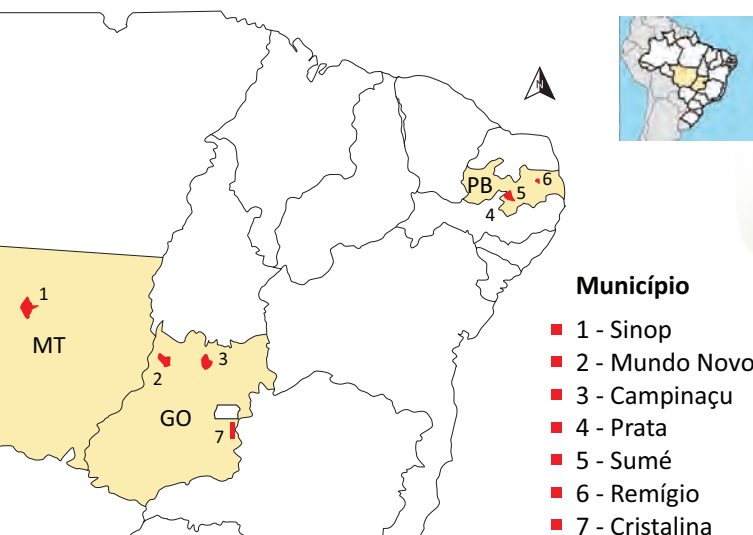 N
PB
6
5
4
1
MT
2
3
GO
7
Município
1 - Sinop
2 - Mundo Novo
3 - Campinaçu
4 - Prata
5 - Sumé
6 - Remígio
7 - Cristalina